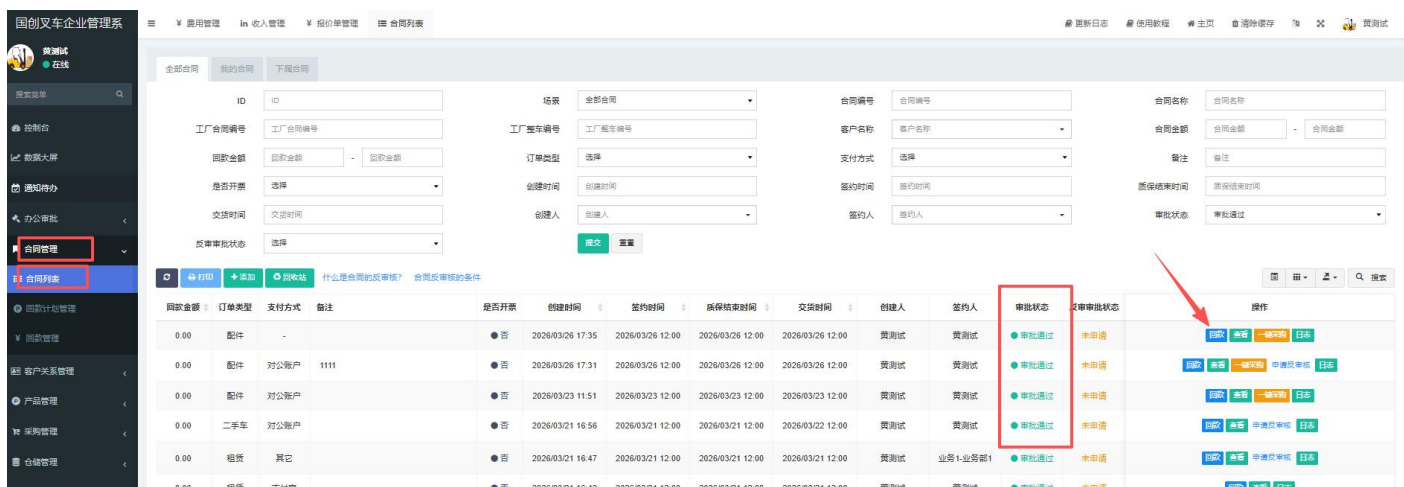 国创叉车企业管理系
¥ 费用管理 in 收入管理 ¥ 报价单管理 合同列表 更新日志 使用教程 主页 清除缓存 黄测试
黄测试
在线
搜索菜单
控制台
数据大屏
通知待办
办公审批
合同管理
合同列表
回款计划管理
¥ 回款管理
客户关系管理
产品管理
采购管理
仓储管理
全部合同 我的合同 下属合同
ID ID 场景 全部合同 合同编号 合同编号 合同名称 合同名称
工厂合同编号 工厂合同编号 工厂整车编号 工厂整车编号 客户名称 客户名称 合同金额 合同金额 - 合同金额
回款金额 回款金额 - 回款金额 订单类型 选择 支付方式 选择 备注 备注
是否开票 选择 创建时间 创建时间 签约时间 签约时间 质保结束时间 质保结束时间
交货时间 交货时间 创建人 创建人 签约人 签约人 审批状态 审批通过
反审审批状态 选择 提交 重置
打印 +添加 回收站 什么是合同的反审核? 合同反审核的条件 搜索
回款金额 订单类型 支付方式 备注 是否开票 创建时间 签约时间 质保结束时间 交货时间 创建人 签约人 审批状态 反审审批状态 操作
0.00 配件 - 否 2026/03/26 17:35 2026/03/26 12:00 2026/03/26 12:00 2026/03/26 12:00 黄测试 黄测试 审批通过 未申请 回款 查看 一键采购 日志
0.00 配件 对公账户 1111 否 2026/03/26 17:31 2026/03/26 12:00 2026/03/26 12:00 2026/03/26 12:00 黄测试 黄测试 审批通过 未申请 回款 查看 一键采购 申请反审核 日志
0.00 配件 对公账户 否 2026/03/23 11:51 2026/03/23 12:00 2026/03/23 12:00 2026/03/23 12:00 黄测试 黄测试 审批通过 未申请 回款 查看 一键采购 日志
0.00 二手车 对公账户 否 2026/03/21 16:56 2026/03/21 12:00 2026/03/21 12:00 2026/03/22 12:00 黄测试 黄测试 审批通过 未申请 回款 查看 申请反审核 日志
0.00 租赁 其它 否 2026/03/21 16:47 2026/03/21 12:00 2026/03/21 12:00 2026/03/21 12:00 黄测试 业务1-业务部1 审批通过 未申请 回款 查看 申请反审核 日志